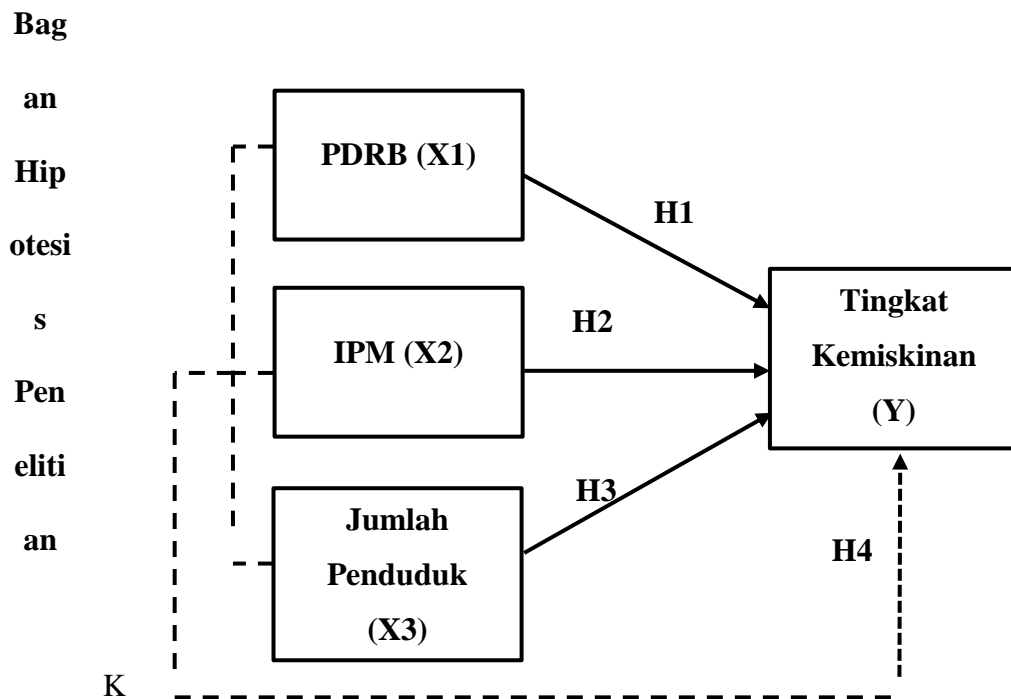 Bag
an
Hip
otesi
s
Pen
eliti
an
PDRB (X1)
IPM (X2)
Jumlah
Penduduk
(X3)
H1
H2
H3
Tingkat
Kemiskinan
(Y)
H4
K